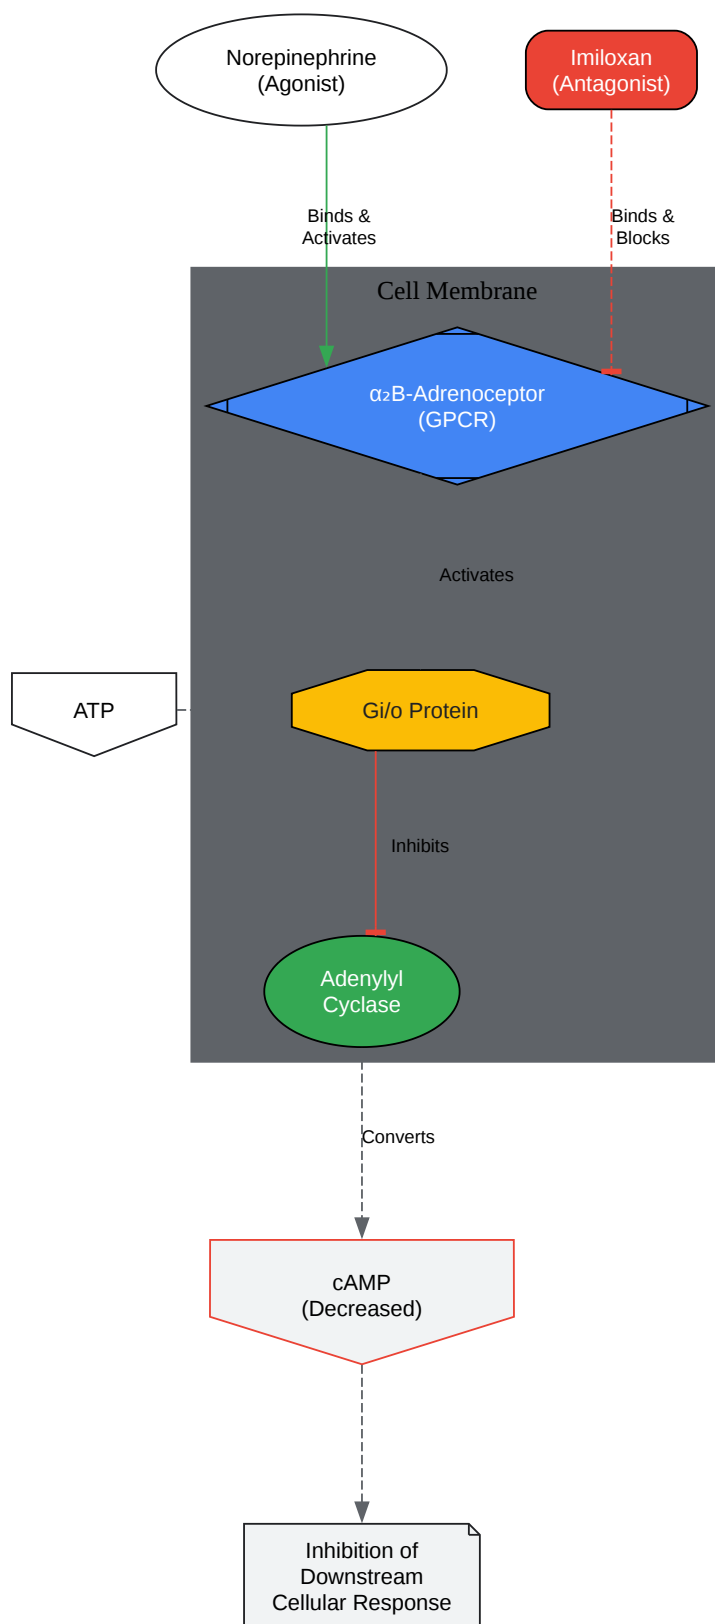 Norepinephrine
(Agonist)
Imiloxan
(Antagonist)
Binds &
Activates
Binds &
Blocks
Cell Membrane
α₂B-Adrenoceptor
(GPCR)
Activates
ATP
Gi/o Protein
Inhibits
Adenylyl
Cyclase
Converts
cAMP
(Decreased)
Inhibition of
Downstream
Cellular Response